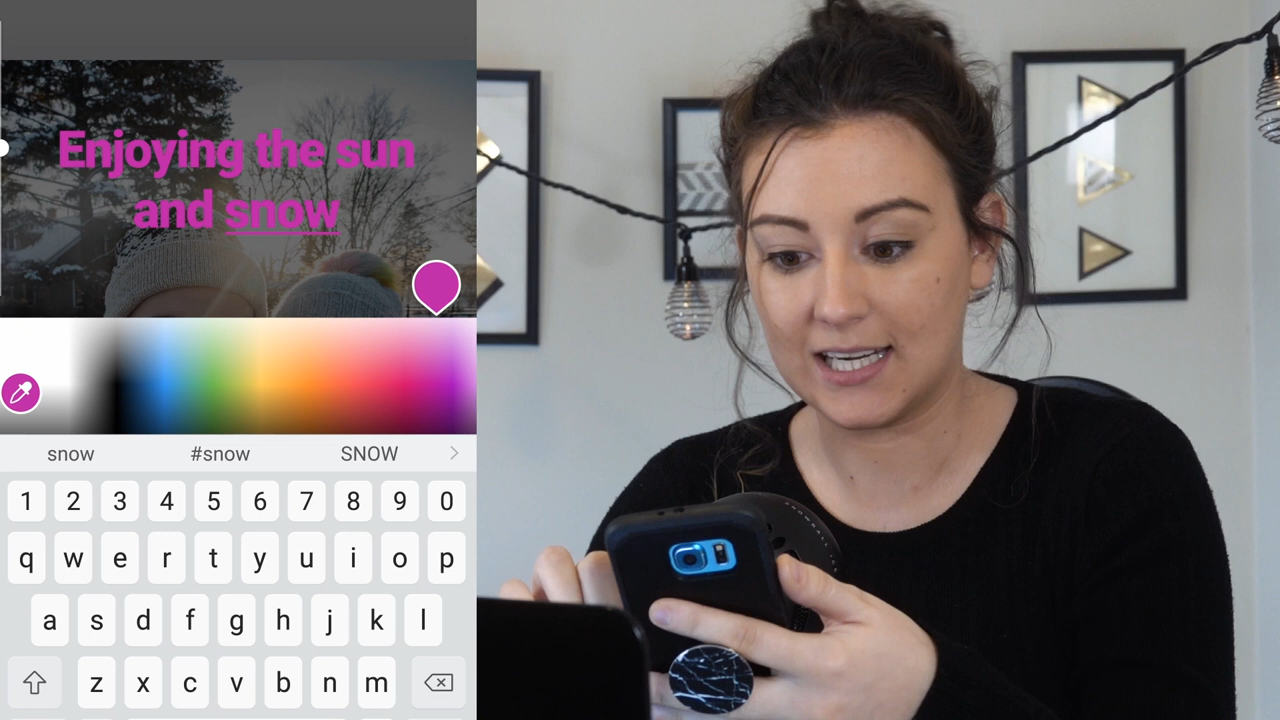 Enjoying the sun
and snow
snow #snow SNOW
1 2 3 4 5 6 7 8 9 0
q w e r t y u i o p
a s d f g h j k l
z x c v b n m